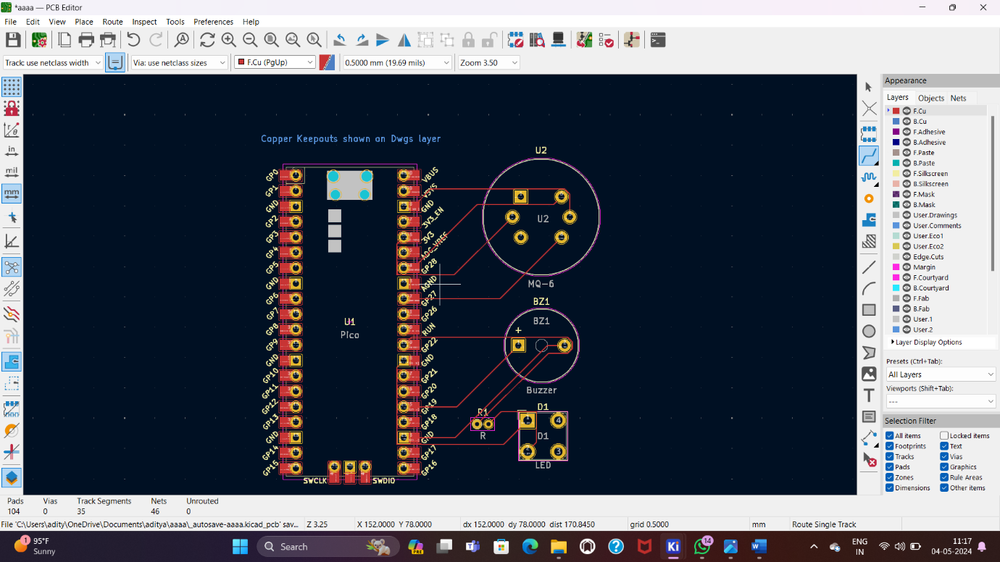 *aaaa — PCB Editor
File Edit View Place Route Inspect Tools Preferences Help
Track: use netclass width Via: use netclass sizes F.Cu (PgUp) 0.5000 mm (19.69 mils) Zoom 3.50
in
mil
mm
Copper Keepouts shown on Dwgs layer
GP0
GP1
GND
GP2
GP3
GP4
GP5
GND
GP6
GP7
GP8
GP9
GND
GP10
GP11
GP12
GP13
GND
GP14
GP15
U1
Pico
SWCLK SWDIO
VBUS
VSYS
GND
3V3_EN
3V3
ADC_VREF
GP28
AGND
GP27
GP26
RUN
GP22
GND
GP21
GP20
GP19
GP18
GND
GP17
GP16
U2
U2
MQ-6
BZ1
BZ1
+
Buzzer
R1
R
D1
4
D1
3
LED
Appearance
Layers Objects Nets
F.Cu
B.Cu
F.Adhesive
B.Adhesive
F.Paste
B.Paste
F.Silkscreen
B.Silkscreen
F.Mask
B.Mask
User.Drawings
User.Comments
User.Eco1
User.Eco2
Edge.Cuts
Margin
F.Courtyard
B.Courtyard
F.Fab
B.Fab
User.1
User.2
Layer Display Options
Presets (Ctrl+Tab):
All Layers
Viewports (Shift+Tab):
---
Selection Filter
All items Locked items
Footprints Text
Tracks Vias
Pads Graphics
Zones Rule Areas
Dimensions Other items
Pads Vias Track Segments Nets Unrouted
104 0 35 46 0
File 'C:\Users\adity\OneDrive\Documents\aditya\aaaa\_autosave-aaaa.kicad_pcb' sav... Z 3.25 X 152.0000 Y 78.0000 dx 152.0000 dy 78.0000 dist 170.8450 grid 0.5000 mm Route Single Track
1
95°F
Sunny
Search
PRE
Ki
14
ENG
IN
11:17
04-05-2024